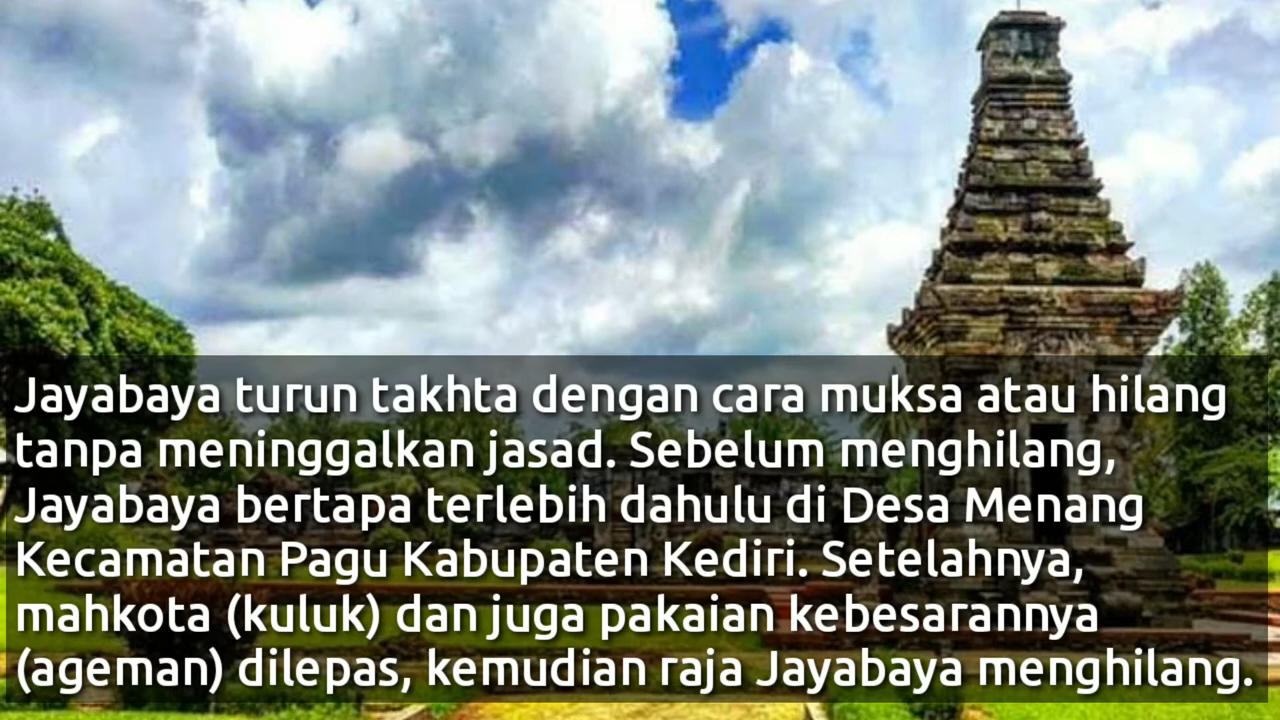 Jayabaya turun takhta dengan cara muksa atau hilang
tanpa meninggalkan jasad. Sebelum menghilang,
Jayabaya bertapa terlebih dahulu di Desa Menang
Kecamatan Pagu Kabupaten Kediri. Setelahnya,
mahkota (kuluk) dan juga pakaian kebesarannya
(ageman) dilepas, kemudian raja Jayabaya menghilang.